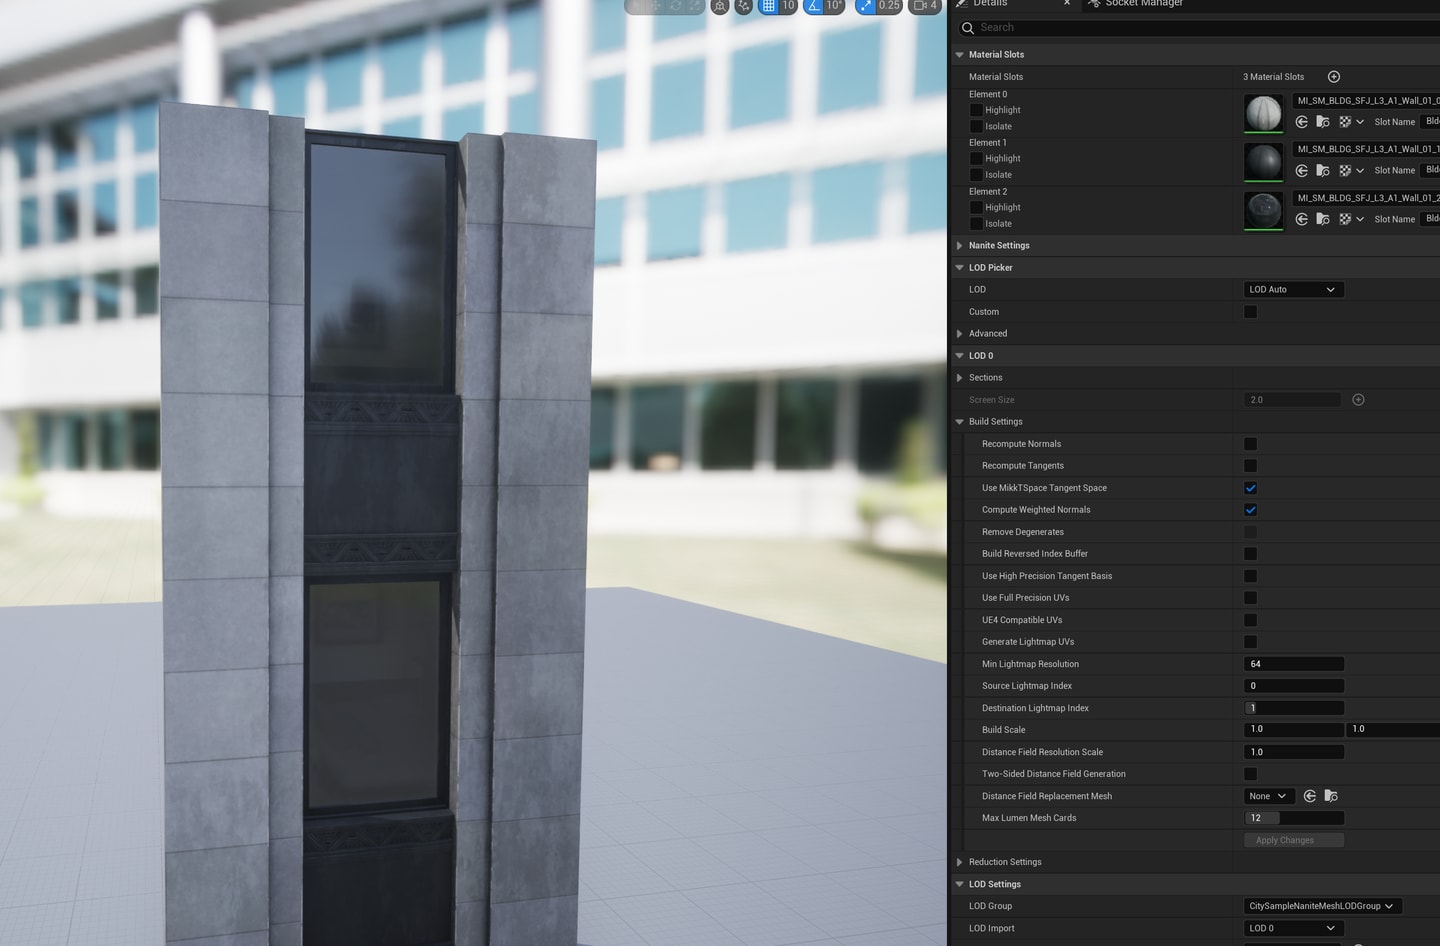 10
10°
0.25
4
Details
Socket Manager
Search
Material Slots
Material Slots
3 Material Slots
Element 0
Highlight
Isolate
MI_SM_BLDG_SFJ_L3_A1_Wall_01_0
Slot Name
Bld
Element 1
Highlight
Isolate
MI_SM_BLDG_SFJ_L3_A1_Wall_01_1
Slot Name
Bld
Element 2
Highlight
Isolate
MI_SM_BLDG_SFJ_L3_A1_Wall_01_2
Slot Name
Bld
Nanite Settings
LOD Picker
LOD
LOD Auto
Custom
Advanced
LOD 0
Sections
Screen Size
2.0
Build Settings
Recompute Normals
Recompute Tangents
Use MikkTSpace Tangent Space
Compute Weighted Normals
Remove Degenerates
Build Reversed Index Buffer
Use High Precision Tangent Basis
Use Full Precision UVs
UE4 Compatible UVs
Generate Lightmap UVs
Min Lightmap Resolution
64
Source Lightmap Index
0
Destination Lightmap Index
1
Build Scale
1.0
1.0
Distance Field Resolution Scale
1.0
Two-Sided Distance Field Generation
Distance Field Replacement Mesh
None
Max Lumen Mesh Cards
12
Apply Changes
Reduction Settings
LOD Settings
LOD Group
CitySampleNaniteMeshLODGroup
LOD Import
LOD 0